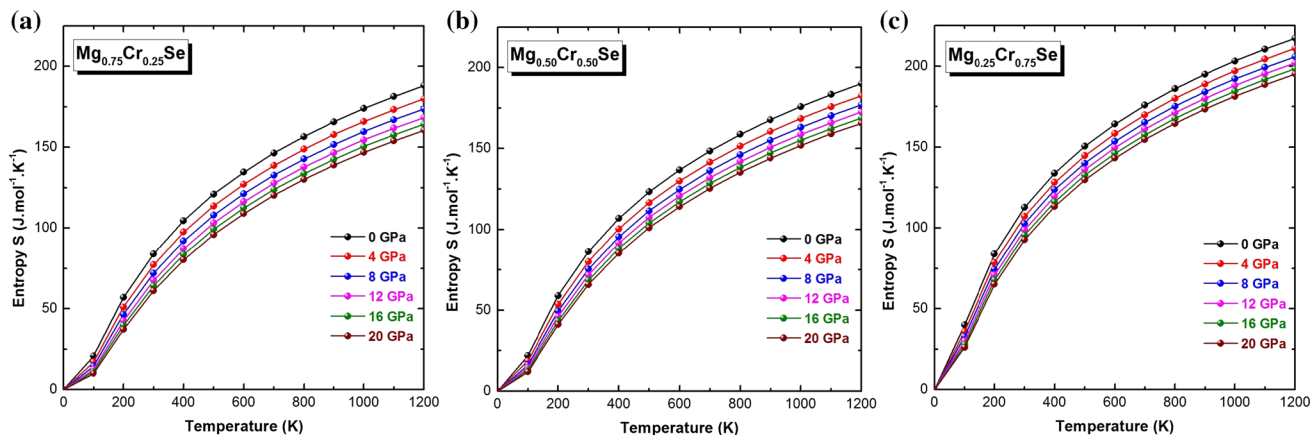 (a)
Mg0.75Cr0.25Se
Entropy S (J.mol-1.K-1)
200
150
100
50
0
0 200 400 600 800 1000 1200
Temperature (K)
0 GPa
4 GPa
8 GPa
12 GPa
16 GPa
20 GPa
(b)
Mg0.50Cr0.50Se
Entropy S (J.mol-1.K-1)
200
150
100
50
0
0 200 400 600 800 1000 1200
Temperature (K)
0 GPa
4 GPa
8 GPa
12 GPa
16 GPa
20 GPa
(c)
Mg0.25Cr0.75Se
Entropy S (J.mol-1.K-1)
200
150
100
50
0
0 200 400 600 800 1000 1200
Temperature (K)
0 GPa
4 GPa
8 GPa
12 GPa
16 GPa
20 GPa